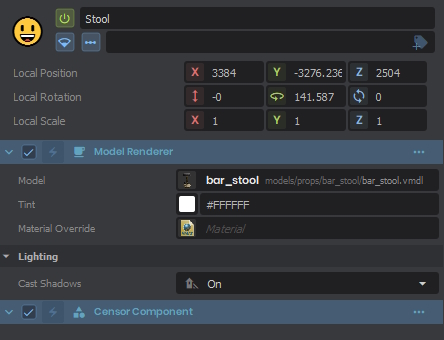 Stool
Local Position X 3384 Y -3276.236 Z 2504
Local Rotation -0 141.587 0
Local Scale X 1 Y 1 Z 1
Model Renderer
Model bar_stool models/props/bar_stool/bar_stool.vmdl
Tint #FFFFFF
Material Override Material
Lighting
Cast Shadows On
Censor Component